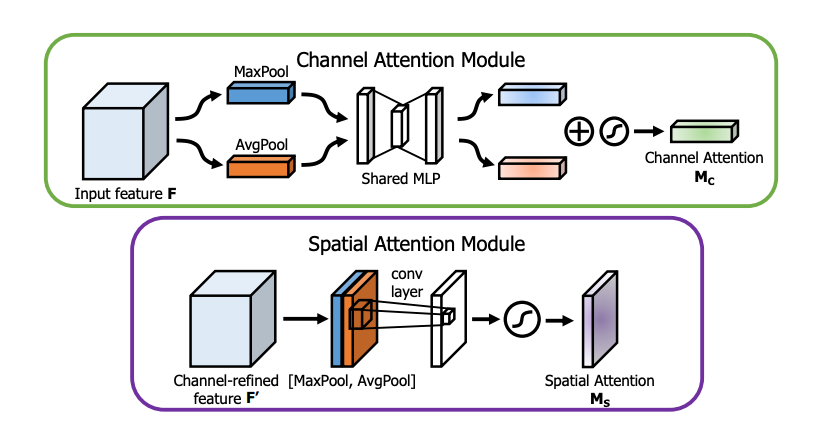 Channel Attention Module
MaxPool
AvgPool
Input feature F
Shared MLP
Channel Attention
MC
Spatial Attention Module
conv
layer
Channel-refined
feature F’
[MaxPool, AvgPool]
Spatial Attention
MS